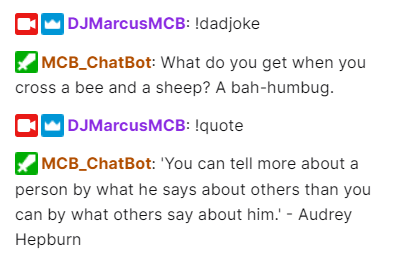 DJMarcusMCB: !dadjoke
MCB_ChatBot: What do you get when you
cross a bee and a sheep? A bah-humbug.
DJMarcusMCB: !quote
MCB_ChatBot: 'You can tell more about a
person by what he says about others than you
can by what others say about him.' - Audrey
Hepburn